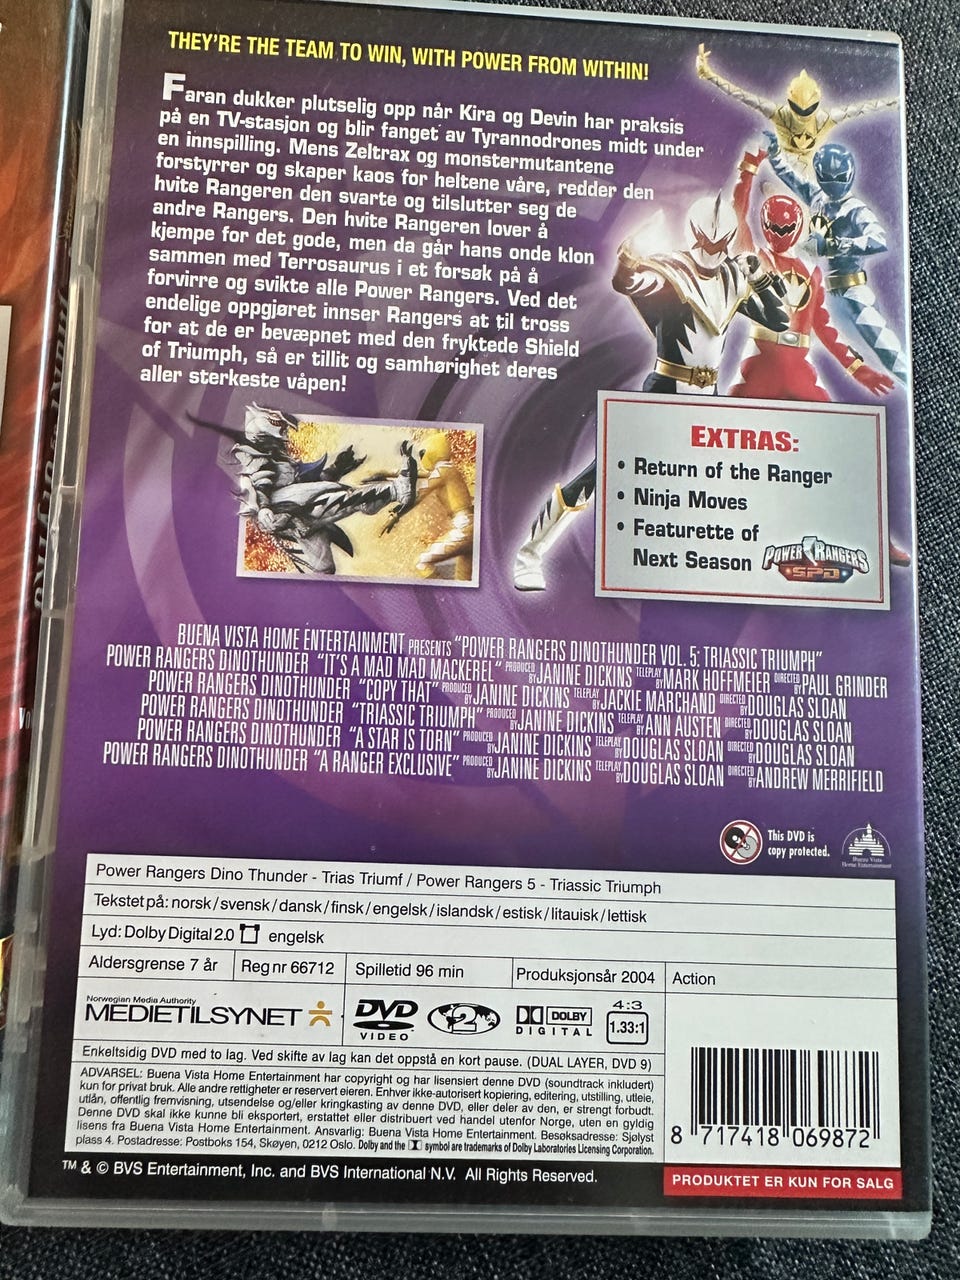 THEY'RE THE TEAM TO WIN, WITH POWER FROM WITHIN!
Faran dukker plutselig opp når Kira og Devin har praksis
på en TV-stasjon og blir fanget av Tyrannodrones midt under
en innspilling. Mens Zeltrax og monstermutantene
forstyrrer og skaper kaos for heltene våre, redder den
hvite Rangeren den svarte og tilslutter seg de
andre Rangers. Den hvite Rangeren lover å
kjempe for det gode, men da går hans onde klon
sammen med Terrosaurus i et forsøk på å
forvirre og svikte alle Power Rangers. Ved det
endelige oppgjøret innser Rangers at til tross
for at de er bevæpnet med den fryktede Shield
of Triumph, så er tillit og samhørighet deres
aller sterkeste våpen!
EXTRAS:
• Return of the Ranger
• Ninja Moves
• Featurette of
Next Season
POWER RANGERS
SPD
BUENA VISTA HOME ENTERTAINMENT PRESENTS "POWER RANGERS DINOTHUNDER VOL. 5: TRIASSIC TRIUMPH"
POWER RANGERS DINOTHUNDER "IT'S A MAD MAD MACKEREL" PRODUCED BY JANINE DICKINS TELEPLAY BY MARK HOFFMEIER DIRECTED BY PAUL GRINDER
POWER RANGERS DINOTHUNDER "COPY THAT" PRODUCED BY JANINE DICKINS TELEPLAY BY JACKIE MARCHAND DIRECTED BY DOUGLAS SLOAN
POWER RANGERS DINOTHUNDER "TRIASSIC TRIUMPH" PRODUCED BY JANINE DICKINS TELEPLAY BY ANN AUSTEN DIRECTED BY DOUGLAS SLOAN
POWER RANGERS DINOTHUNDER "A STAR IS TORN" PRODUCED BY JANINE DICKINS TELEPLAY BY DOUGLAS SLOAN DIRECTED BY DOUGLAS SLOAN
POWER RANGERS DINOTHUNDER "A RANGER EXCLUSIVE" PRODUCED BY JANINE DICKINS TELEPLAY BY DOUGLAS SLOAN DIRECTED BY ANDREW MERRIFIELD
This DVD is
copy protected.
Buena Vista
Home Entertainment
Power Rangers Dino Thunder - Trias Triumf / Power Rangers 5 - Triassic Triumph
Tekstet på: norsk/svensk/dansk/finsk/engelsk/islandsk/estisk/litauisk/lettisk
Lyd: Dolby Digital 2.0 engelsk
Aldersgrense 7 år Reg nr 66712 Spilletid 96 min Produksjonsår 2004 Action
Norwegian Media Authority
MEDIETILSYNET
DVD
VIDEO
2
DOLBY
DIGITAL
4:3
1.33:1
Enkeltsidig DVD med to lag. Ved skifte av lag kan det oppstå en kort pause. (DUAL LAYER, DVD 9)
ADVARSEL: Buena Vista Home Entertainment har copyright og har lisensiert denne DVD (soundtrack inkludert)
kun for privat bruk. Alle andre rettigheter er reservert eieren. Enhver ikke-autorisert kopiering, editering, utstilling, utleie,
utlån, offentlig fremvisning, utsendelse og/eller kringkasting av denne DVD, eller deler av den, er strengt forbudt.
Denne DVD skal ikke kunne bli eksportert, erstattet eller distribuert ved handel utenfor Norge, uten en gyldig
lisens fra Buena Vista Home Entertainment. Ansvarlig: Buena Vista Home Entertainment. Besøksadresse: Sjølyst
plass 4. Postadresse: Postboks 154, Skøyen, 0212 Oslo. Dolby and the symbol are trademarks of Dolby Laboratories Licensing Corporation.
8 717418 069872
™ & © BVS Entertainment, Inc. and BVS International N.V. All Rights Reserved.
PRODUKTET ER KUN FOR SALG